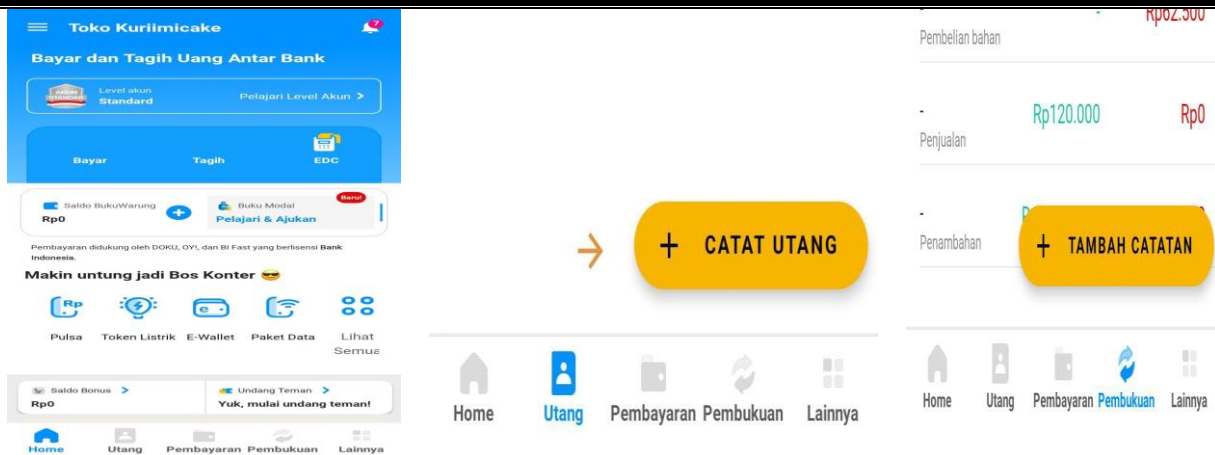 Toko Kuriimicake
7
Bayar dan Tagih Uang Antar Bank
Level akun
Standard
Pelajari Level Akun >
Bayar
Tagih
EDC
Saldo BukuWarung
Rp0
Buku Modal
Pelajari & Ajukan
Baru!
Pembayaran didukung oleh DOKU, OY!, dan BI Fast yang berlisensi Bank
Indonesia.
Makin untung jadi Bos Konter 😎
Rp
Pulsa
Token Listrik
E-Wallet
Paket Data
Lihat
Semua
Saldo Bonus >
Rp0
Undang Teman >
Yuk, mulai undang teman!
Home
Utang
Pembayaran
Pembukuan
Lainnya
→
+ CATAT UTANG
Home
Utang
Pembayaran
Pembukuan
Lainnya
-
Rp62.500
Pembelian bahan
-
Rp120.000
Rp0
Penjualan
-
Penambahan
+ TAMBAH CATATAN
Home
Utang
Pembayaran
Pembukuan
Lainnya